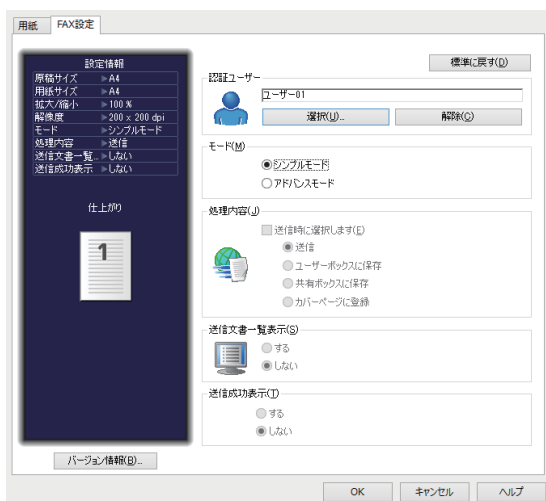 用紙 FAX設定
設定情報
原稿サイズ ▶A4
用紙サイズ ▶A4
拡大/縮小 ▶100 %
解像度 ▶200 × 200 dpi
モード ▶シンプルモード
処理内容 ▶送信
送信文書一覧... ▶しない
送信成功表示 ▶しない
仕上がり
1
バージョン情報(B)...
標準に戻す(D)
認証ユーザー
ユーザー01
選択(U)...
解除(C)
モード(M)
シンプルモード
アドバンスモード
処理内容(J)
送信時に選択します(E)
送信
ユーザーボックスに保存
共有ボックスに保存
カバーページに登録
送信文書一覧表示(S)
する
しない
送信成功表示(T)
する
しない
OK キャンセル ヘルプ